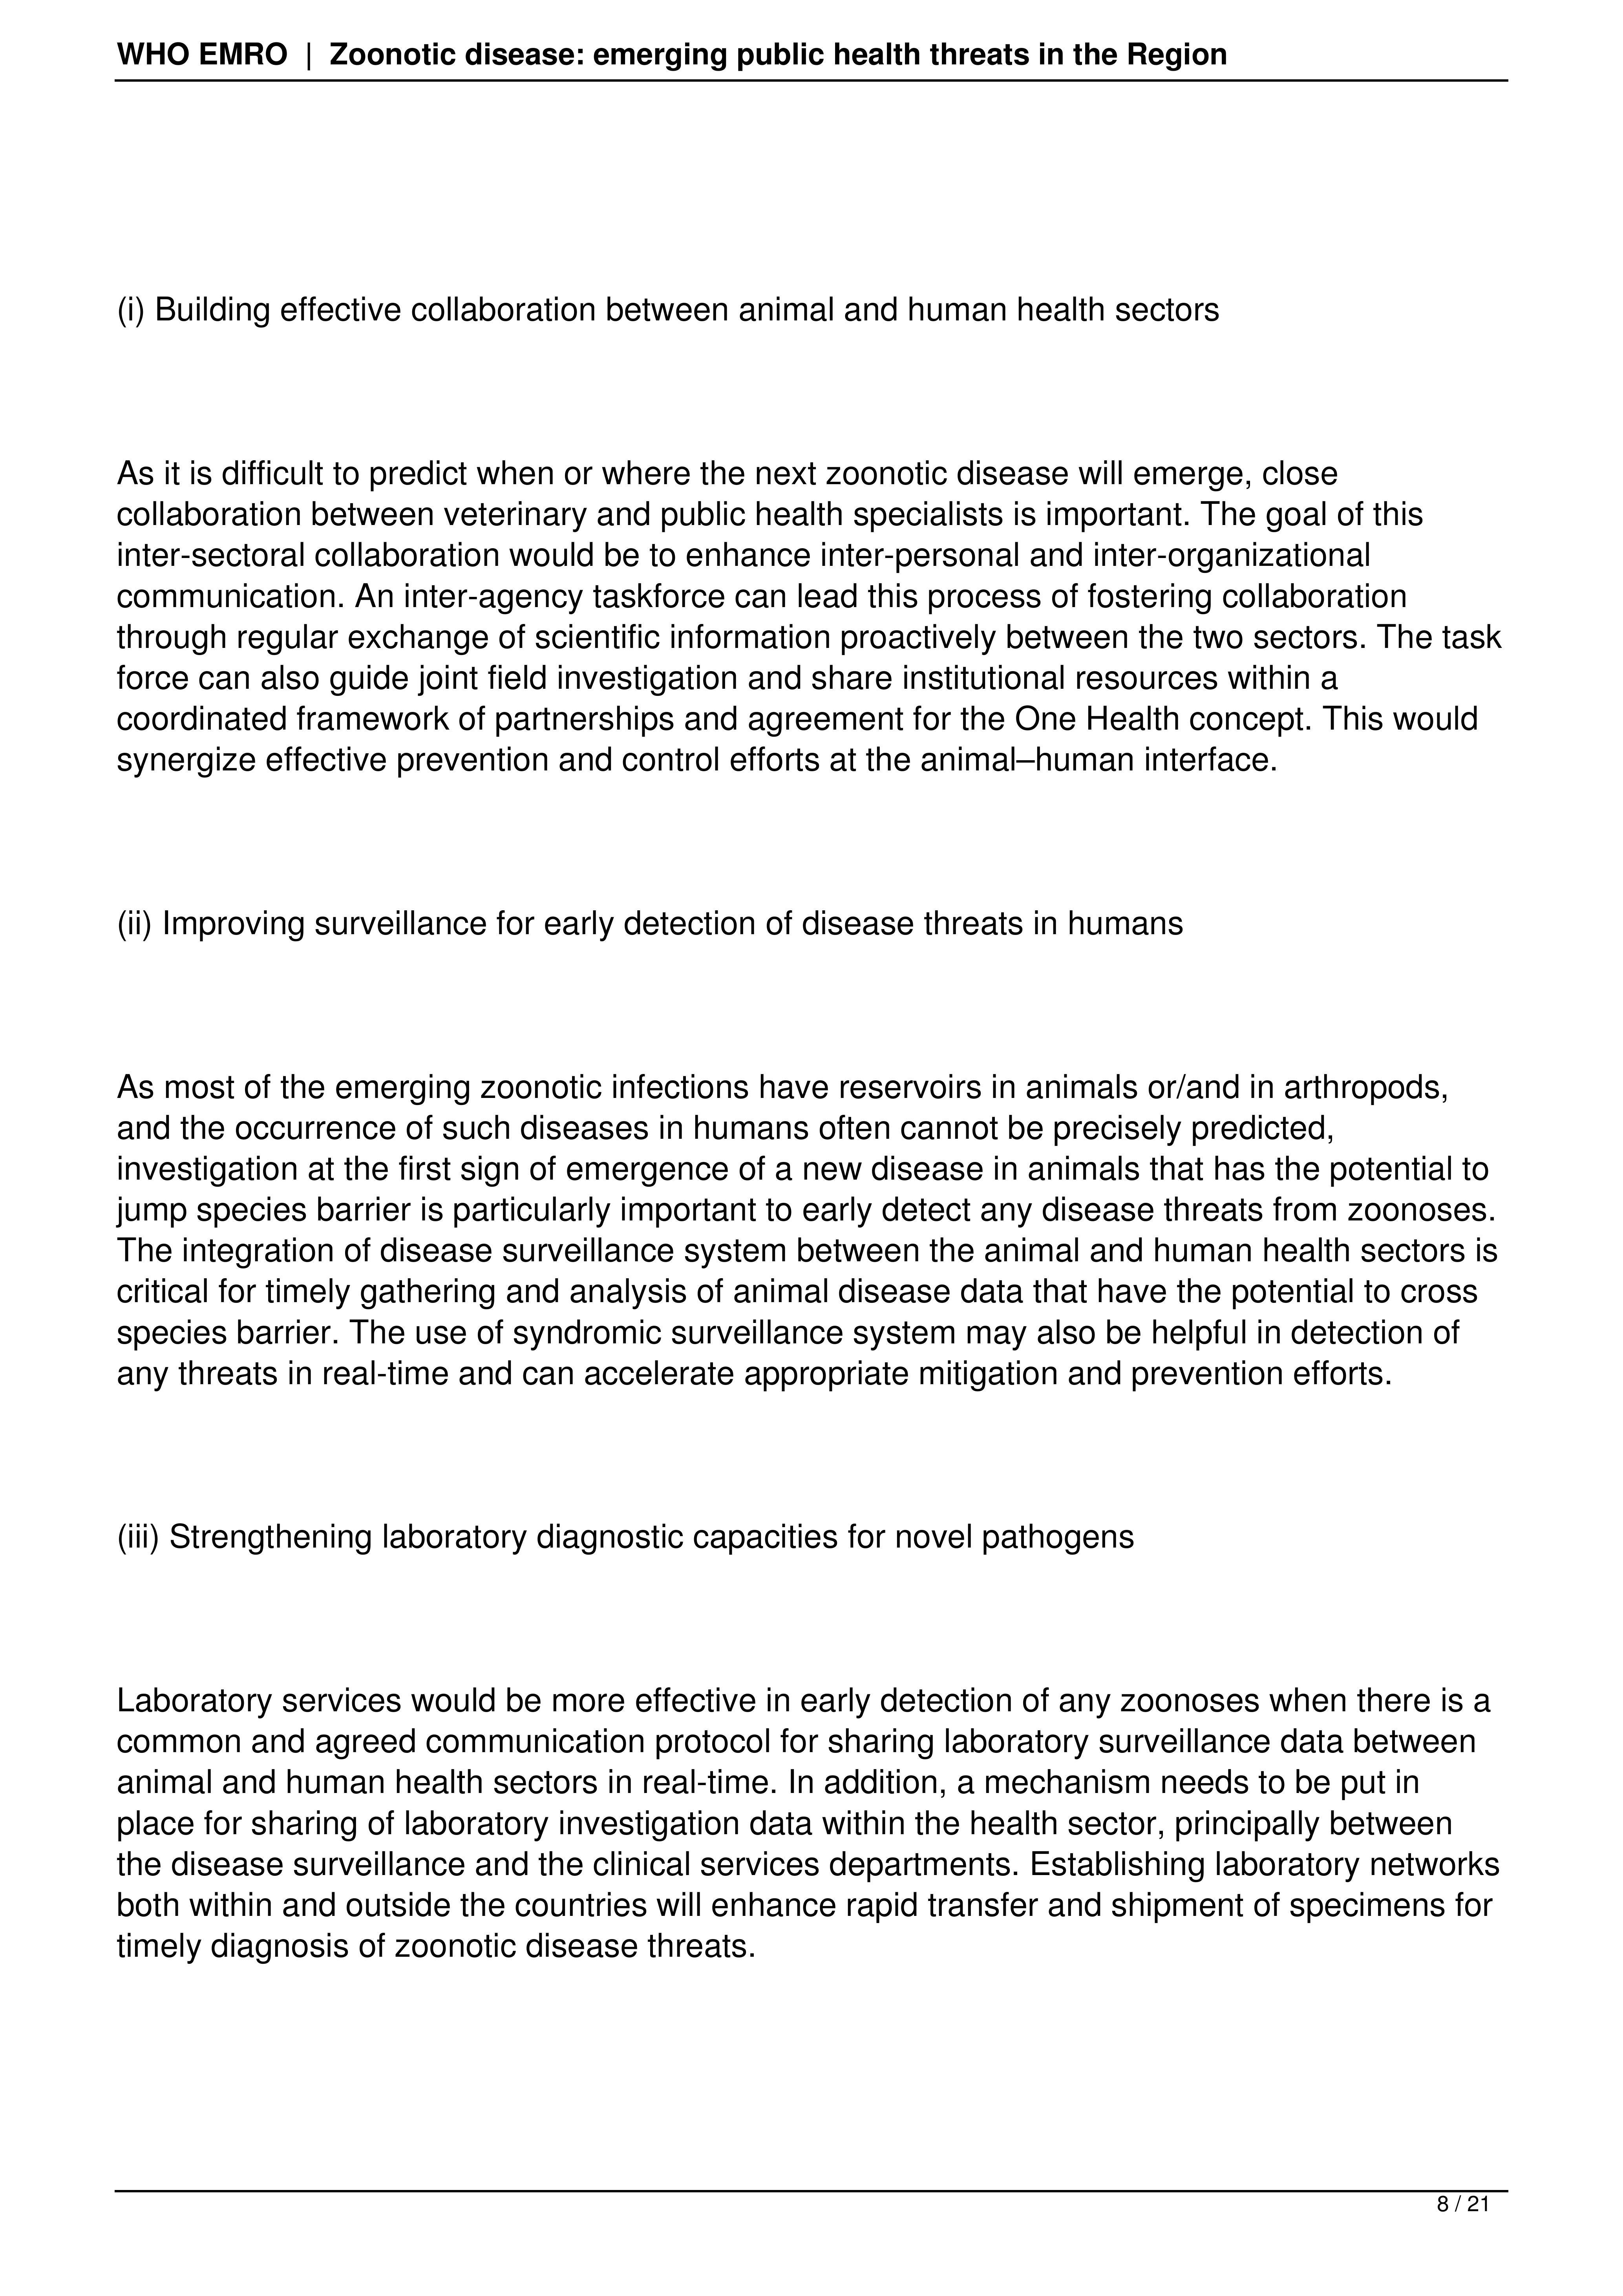 WHO EMRO | Zoonotic disease: emerging public health threats in the Region
(i) Building effective collaboration between animal and human health sectors
As it is difficult to predict when or where the next zoonotic disease will emerge, close
collaboration between veterinary and public health specialists is important. The goal of this
inter-sectoral collaboration would be to enhance inter-personal and inter-organizational
communication. An inter-agency taskforce can lead this process of fostering collaboration
through regular exchange of scientific information proactively between the two sectors. The task
force can also guide joint field investigation and share institutional resources within a
coordinated framework of partnerships and agreement for the One Health concept. This would
synergize effective prevention and control efforts at the animal–human interface.
(ii) Improving surveillance for early detection of disease threats in humans
As most of the emerging zoonotic infections have reservoirs in animals or/and in arthropods,
and the occurrence of such diseases in humans often cannot be precisely predicted,
investigation at the first sign of emergence of a new disease in animals that has the potential to
jump species barrier is particularly important to early detect any disease threats from zoonoses.
The integration of disease surveillance system between the animal and human health sectors is
critical for timely gathering and analysis of animal disease data that have the potential to cross
species barrier. The use of syndromic surveillance system may also be helpful in detection of
any threats in real-time and can accelerate appropriate mitigation and prevention efforts.
(iii) Strengthening laboratory diagnostic capacities for novel pathogens
Laboratory services would be more effective in early detection of any zoonoses when there is a
common and agreed communication protocol for sharing laboratory surveillance data between
animal and human health sectors in real-time. In addition, a mechanism needs to be put in
place for sharing of laboratory investigation data within the health sector, principally between
the disease surveillance and the clinical services departments. Establishing laboratory networks
both within and outside the countries will enhance rapid transfer and shipment of specimens for
timely diagnosis of zoonotic disease threats.
8 / 21